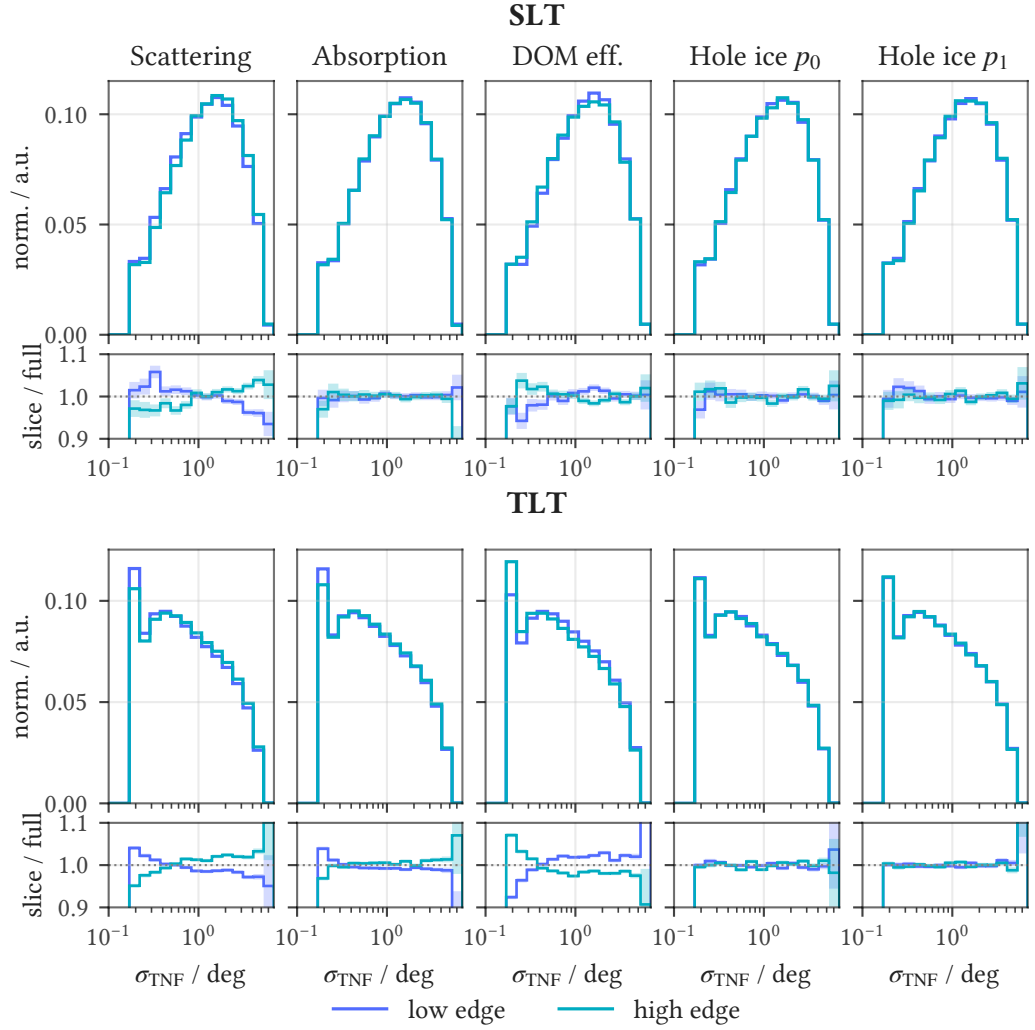 SLT
Scattering Absorption DOM eff. Hole ice p₀ Hole ice p₁
norm. / a.u.
0.10
0.05
0.00
slice / full
1.1
1.0
0.9
10⁻¹ 10⁰ 10⁻¹ 10⁰ 10⁻¹ 10⁰ 10⁻¹ 10⁰ 10⁻¹ 10⁰
TLT
norm. / a.u.
0.10
0.05
0.00
slice / full
1.1
1.0
0.9
10⁻¹ 10⁰ 10⁻¹ 10⁰ 10⁻¹ 10⁰ 10⁻¹ 10⁰ 10⁻¹ 10⁰
σTNF / deg σTNF / deg σTNF / deg σTNF / deg σTNF / deg
low edge high edge